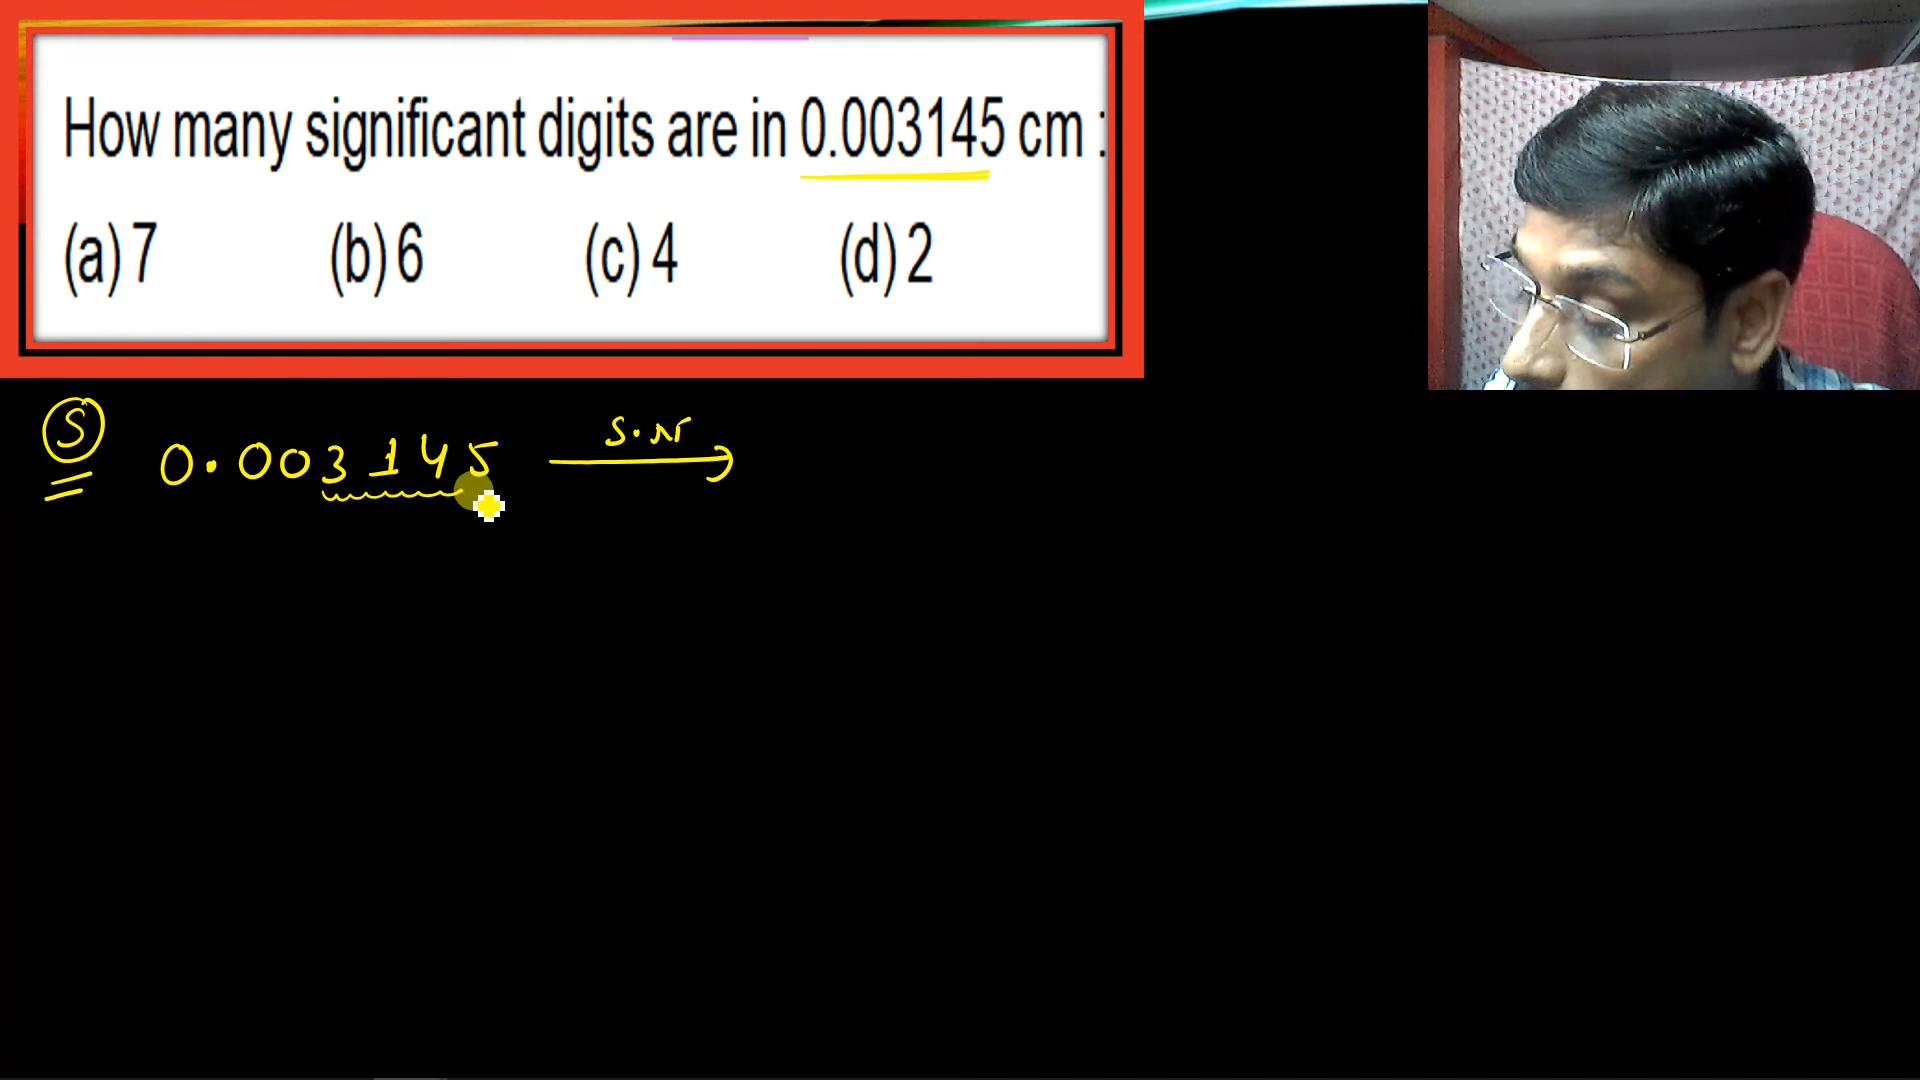 How many significant digits are in 0.003145 cm :
(a) 7 (b) 6 (c) 4 (d) 2
S 0.003145 S.N